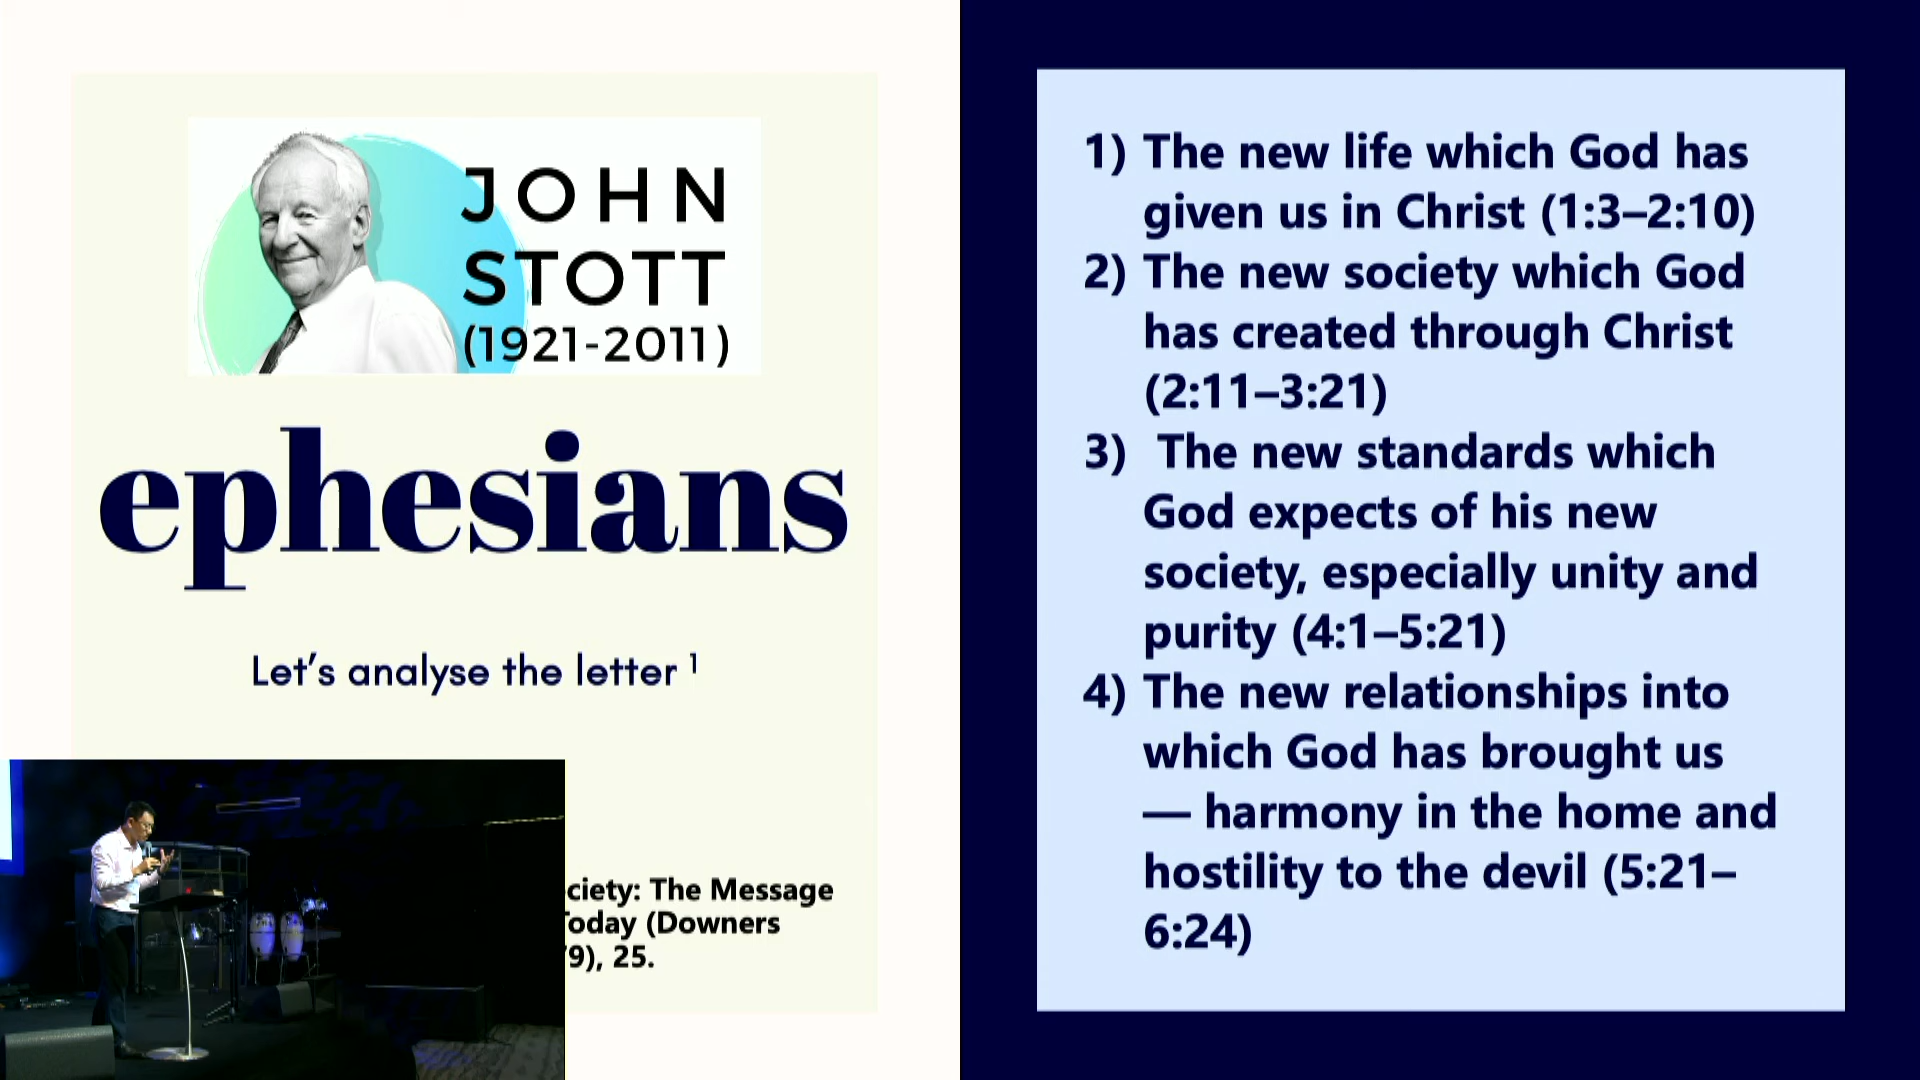 JOHN
STOTT
(1921-2011)
ephesians
Let's analyse the letter 1
ciety: The Message
Today (Downers
9), 25.
1) The new life which God has
given us in Christ (1:3–2:10)
2) The new society which God
has created through Christ
(2:11–3:21)
3) The new standards which
God expects of his new
society, especially unity and
purity (4:1–5:21)
4) The new relationships into
which God has brought us
— harmony in the home and
hostility to the devil (5:21–
6:24)